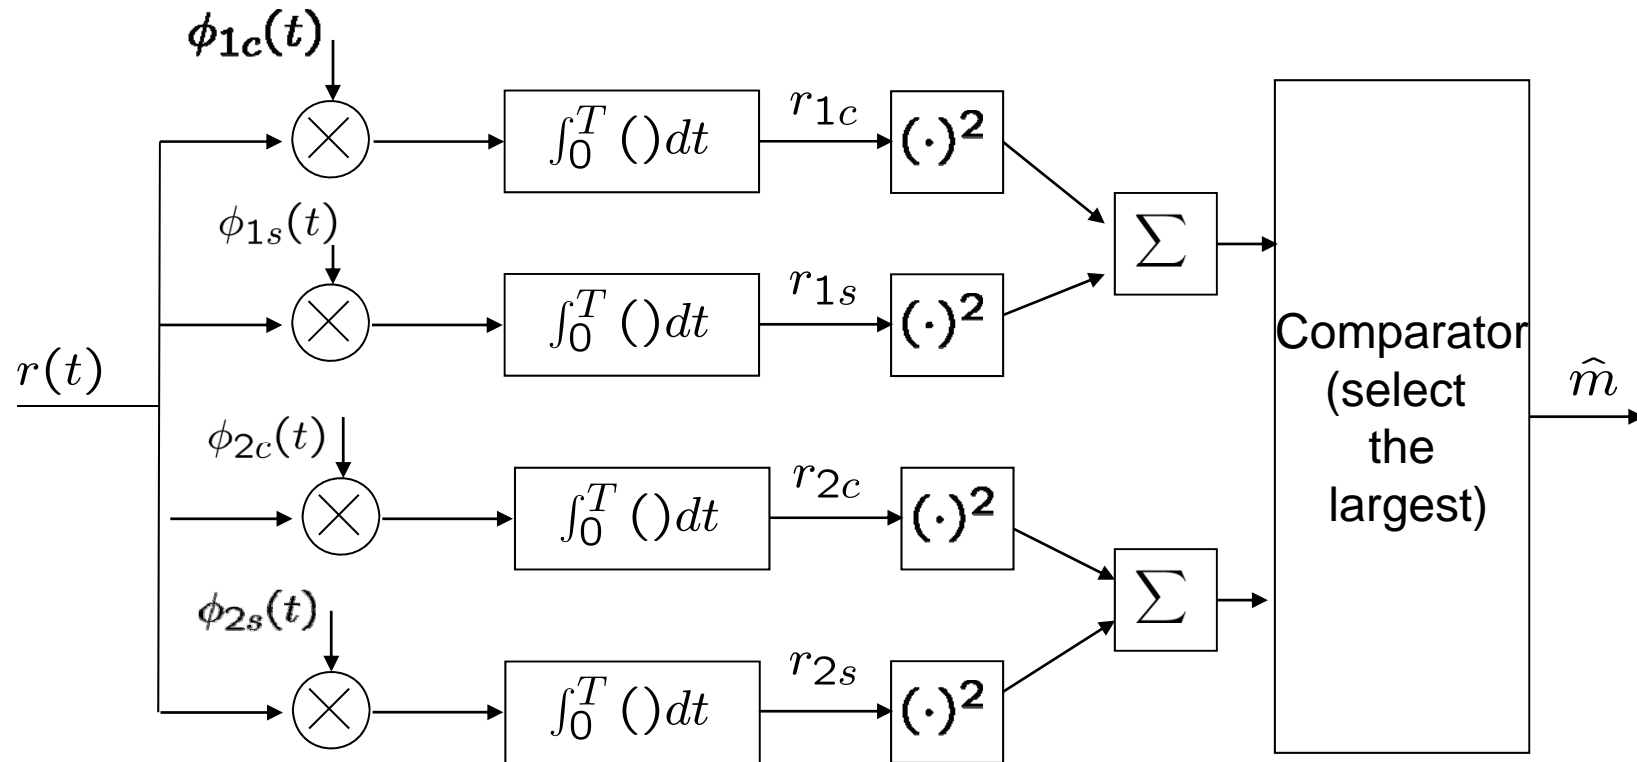 ϕ1c(t)
∫₀ᵀ ()dt
r1c
(·)²
ϕ1s(t)
∑
∫₀ᵀ ()dt
r1s
(·)²
r(t)
Comparator
(select
the
largest)
m̂
ϕ2c(t)
∫₀ᵀ ()dt
r2c
(·)²
ϕ2s(t)
∑
∫₀ᵀ ()dt
r2s
(·)²